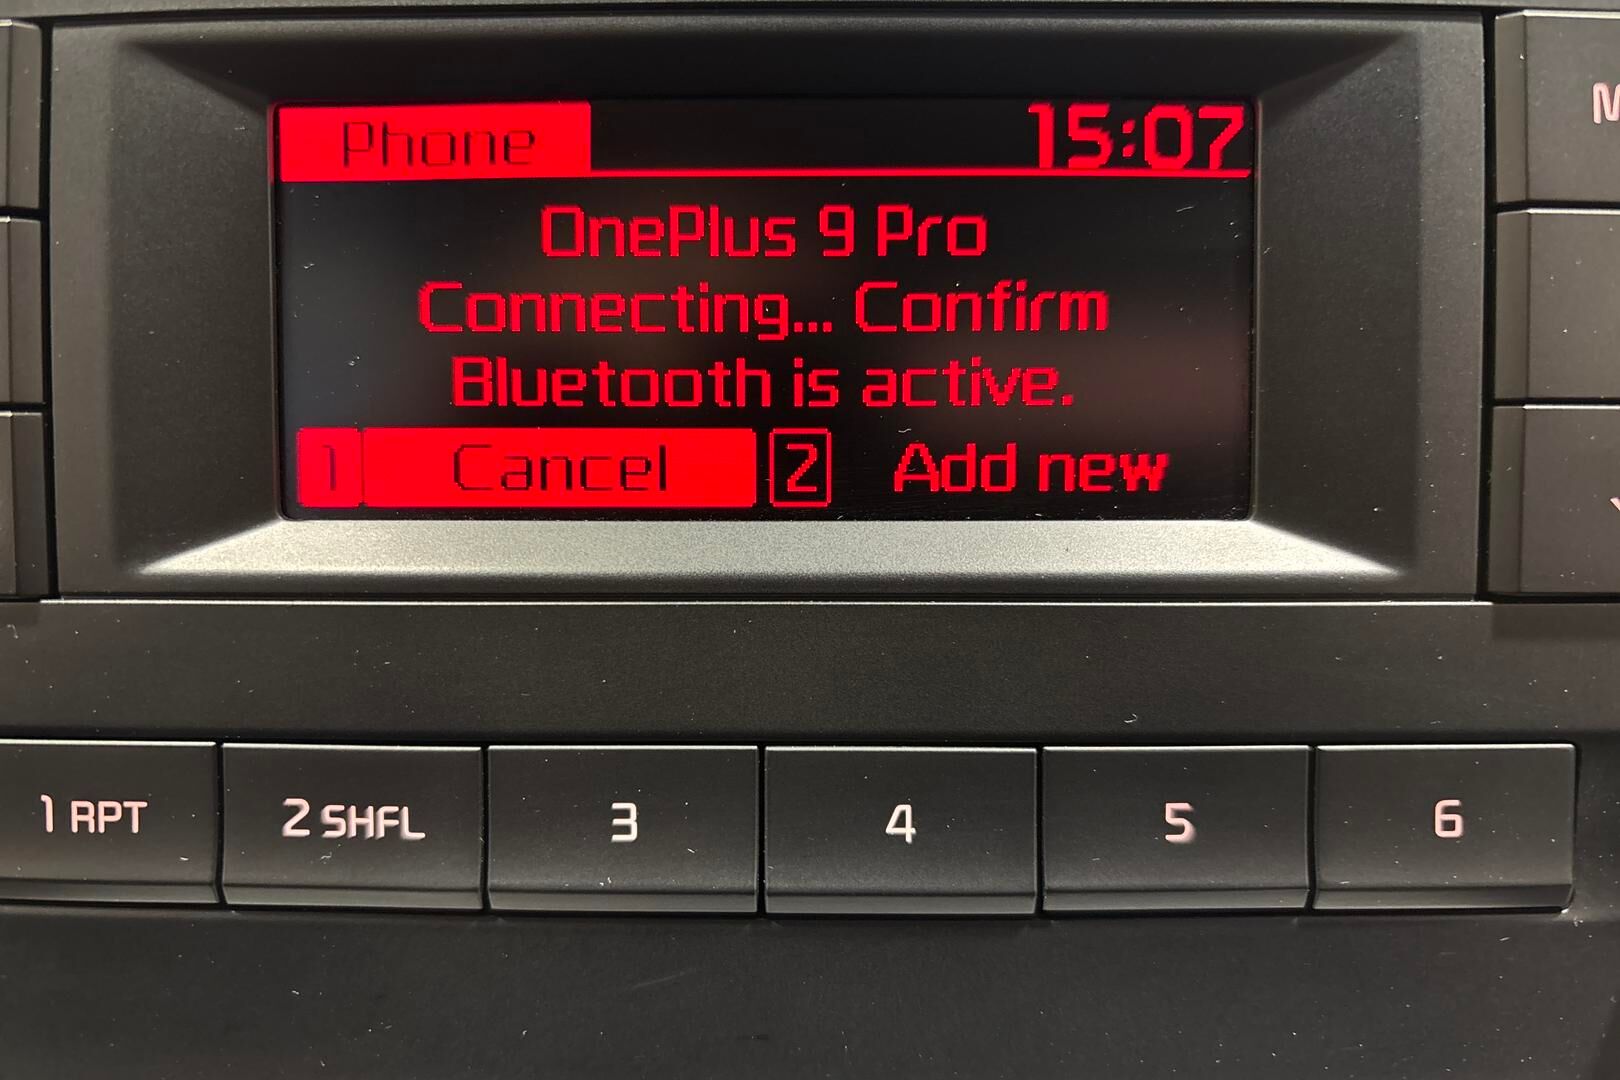 Phone 15:07
OnePlus 9 Pro
Connecting... Confirm
Bluetooth is active.
1 Cancel 2 Add new
1 RPT 2 SHFL 3 4 5 6